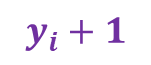 yᵢ + 1